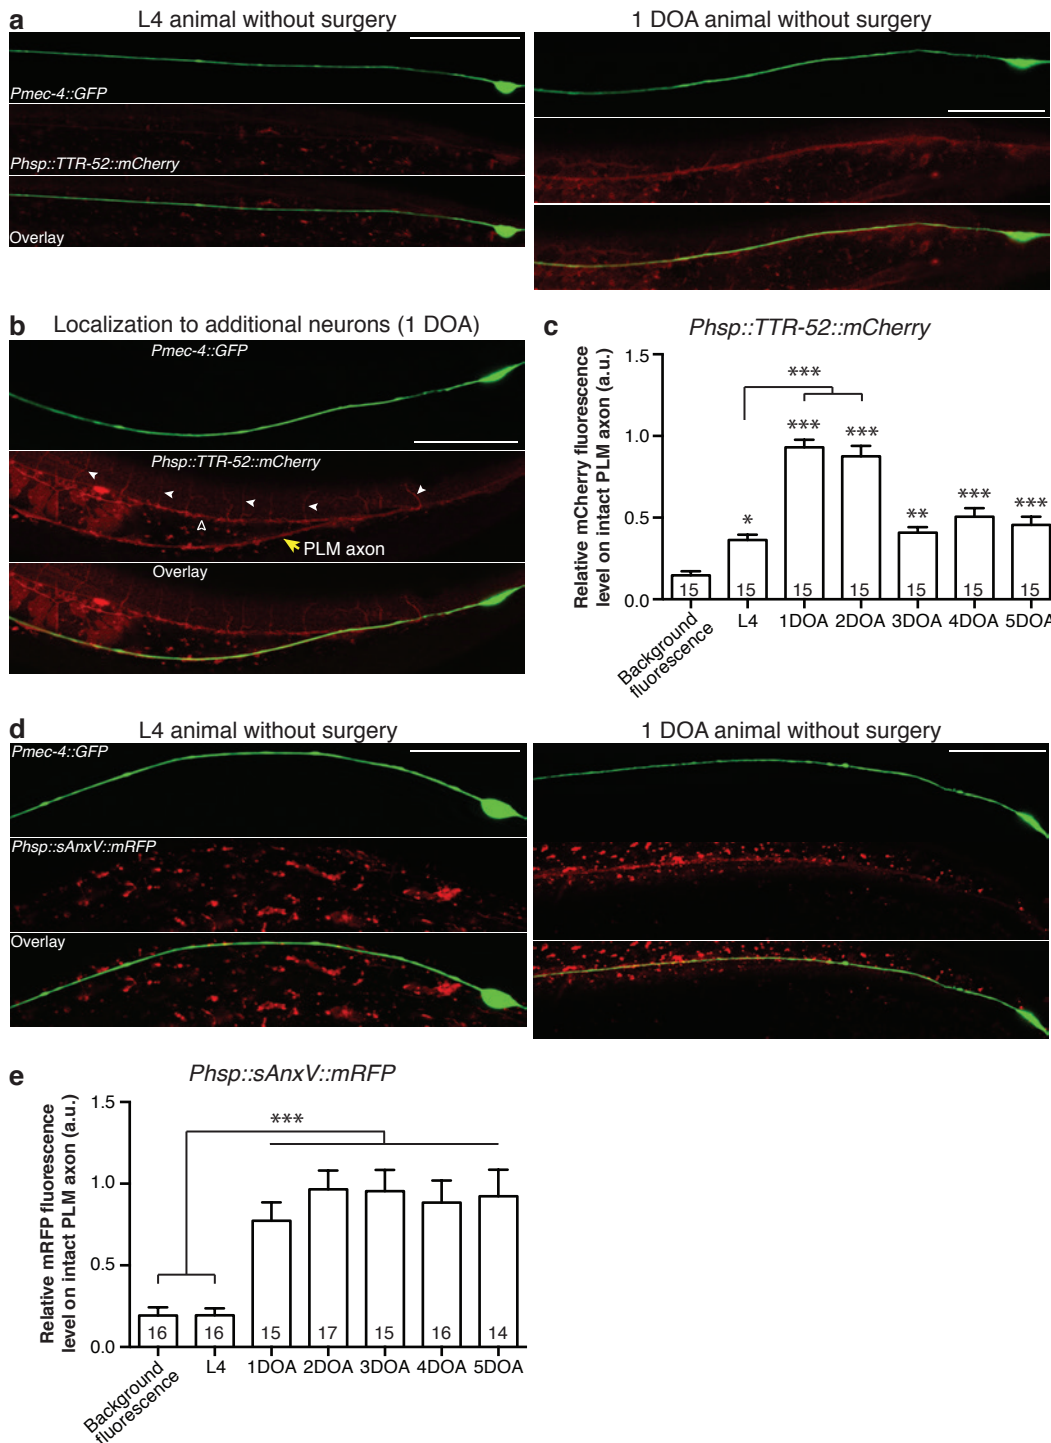 a
L4 animal without surgery
1 DOA animal without surgery
Pmec-4::GFP
Phsp::TTR-52::mCherry
Overlay
b
Localization to additional neurons (1 DOA)
Pmec-4::GFP
Phsp::TTR-52::mCherry
PLM axon
Overlay
c
Phsp::TTR-52::mCherry
Relative mCherry fluorescence
level on intact PLM axon (a.u.)
1.5
1.0
0.5
0.0
***
* *** *** ** *** ***
15 15 15 15 15 15 15
Background
fluorescence
L4 1DOA 2DOA 3DOA 4DOA 5DOA
d
L4 animal without surgery
1 DOA animal without surgery
Pmec-4::GFP
Phsp::sAnxV::mRFP
Overlay
e
Phsp::sAnxV::mRFP
Relative mRFP fluorescence
level on intact PLM axon (a.u.)
1.5
1.0
0.5
0.0
***
16 16 15 17 15 16 14
Background
fluorescence
L4 1DOA 2DOA 3DOA 4DOA 5DOA